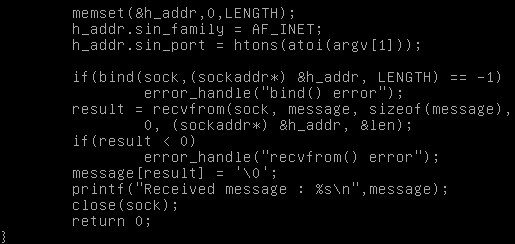 memset(&h_addr,0,LENGTH);
h_addr.sin_family = AF_INET;
h_addr.sin_port = htons(atoi(argv[1]));
if(bind(sock,(sockaddr*) &h_addr, LENGTH) == -1)
error_handle("bind() error");
result = recvfrom(sock, message, sizeof(message),
0, (sockaddr*) &h_addr, &len);
if(result < 0)
error_handle("recvfrom() error");
message[result] = '\0';
printf("Received message : %s\n",message);
close(sock);
return 0;
}